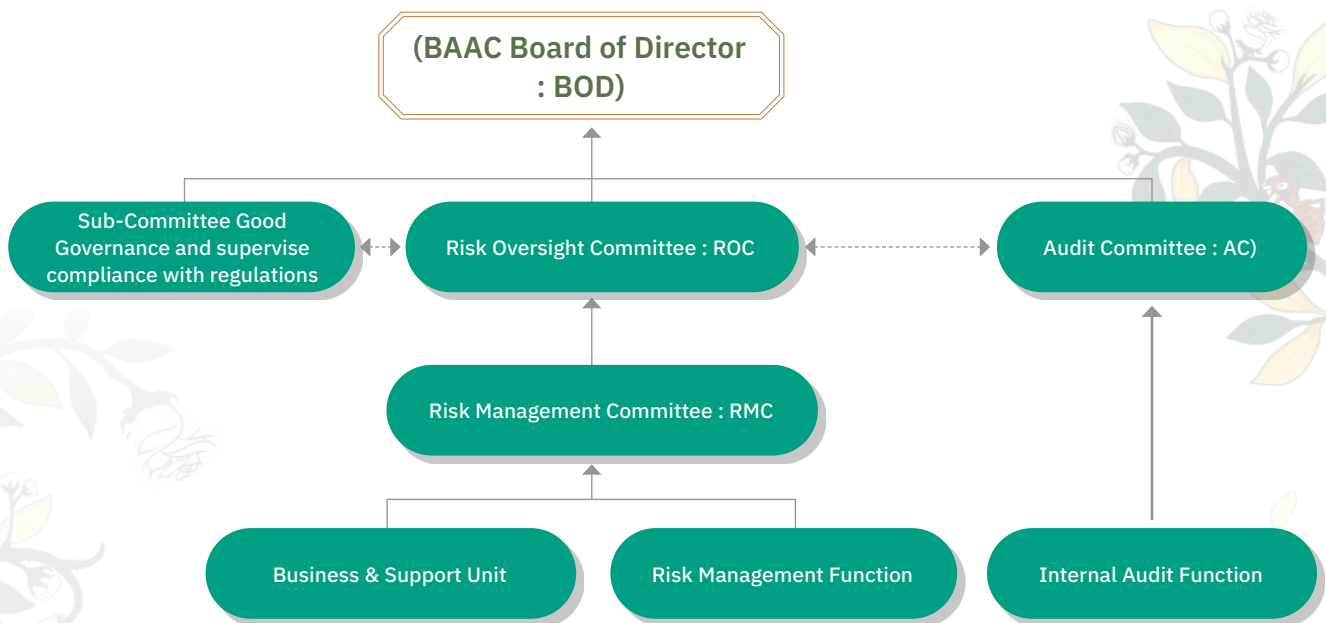 (BAAC Board of Director
: BOD)
Sub-Committee Good
Governance and supervise
compliance with regulations
Risk Oversight Committee : ROC
Audit Committee : AC)
Risk Management Committee : RMC
Business & Support Unit
Risk Management Function
Internal Audit Function